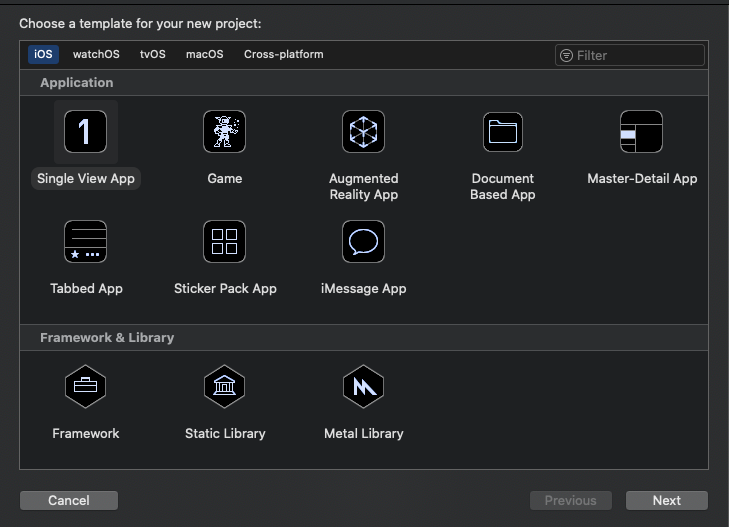 Choose a template for your new project:
iOS watchOS tvOS macOS Cross-platform Filter
Application
1
Single View App Game Augmented Reality App Document Based App Master-Detail App
Tabbed App Sticker Pack App iMessage App
Framework & Library
Framework Static Library Metal Library
Cancel Previous Next